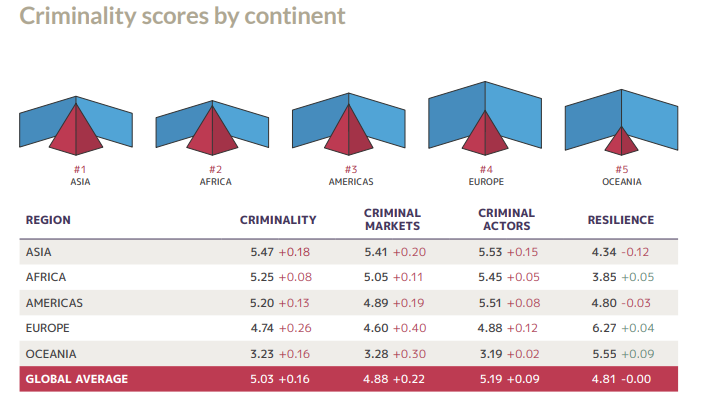 Criminality scores by continent
#1 #2 #3 #4 #5
ASIA AFRICA AMERICAS EUROPE OCEANIA
REGION CRIMINALITY CRIMINAL MARKETS CRIMINAL ACTORS RESILIENCE
ASIA 5.47 +0.18 5.41 +0.20 5.53 +0.15 4.34 -0.12
AFRICA 5.25 +0.08 5.05 +0.11 5.45 +0.05 3.85 +0.05
AMERICAS 5.20 +0.13 4.89 +0.19 5.51 +0.08 4.80 -0.03
EUROPE 4.74 +0.26 4.60 +0.40 4.88 +0.12 6.27 +0.04
OCEANIA 3.23 +0.16 3.28 +0.30 3.19 +0.02 5.55 +0.09
GLOBAL AVERAGE 5.03 +0.16 4.88 +0.22 5.19 +0.09 4.81 -0.00